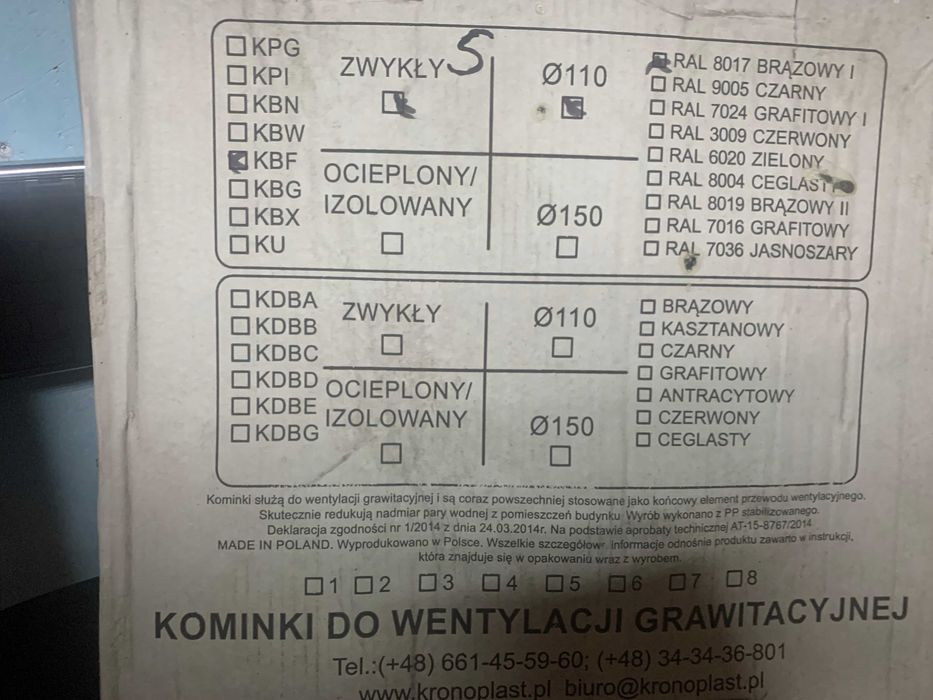 KPG
KPI
KBN
KBW
KBF
KBG
KBX
KU
ZWYKŁY S
OCIEPLONY/
IZOLOWANY
Ø110
Ø150
RAL 8017 BRĄZOWY I
RAL 9005 CZARNY
RAL 7024 GRAFITOWY I
RAL 3009 CZERWONY
RAL 6020 ZIELONY
RAL 8004 CEGLASTY
RAL 8019 BRĄZOWY II
RAL 7016 GRAFITOWY
RAL 7036 JASNOSZARY
KDBA
KDBB
KDBC
KDBD
KDBE
KDBG
ZWYKŁY
OCIEPLONY/
IZOLOWANY
Ø110
Ø150
BRĄZOWY
KASZTANOWY
CZARNY
GRAFITOWY
ANTRACYTOWY
CZERWONY
CEGLASTY
Kominki służą do wentylacji grawitacyjnej i są coraz powszechniej stosowane jako końcowy element przewodu wentylacyjnego.
Skutecznie redukują nadmiar pary wodnej z pomieszczeń budynku. Wyrób wykonano z PP stabilizowanego.
Deklaracja zgodności nr 1/2014 z dnia 24.03.2014r. Na podstawie aprobaty technicznej AT-15-8767/2014
MADE IN POLAND. Wyprodukowano w Polsce. Wszelkie szczegółowe informacje odnośnie produktu zawarto w instrukcji,
która znajduje się w opakowaniu wraz z wyrobem.
1 2 3 4 5 6 7 8
KOMINKI DO WENTYLACJI GRAWITACYJNEJ
Tel.:(+48) 661-45-59-60; (+48) 34-34-36-801
www.kronoplast.pl biuro@kronoplast.pl